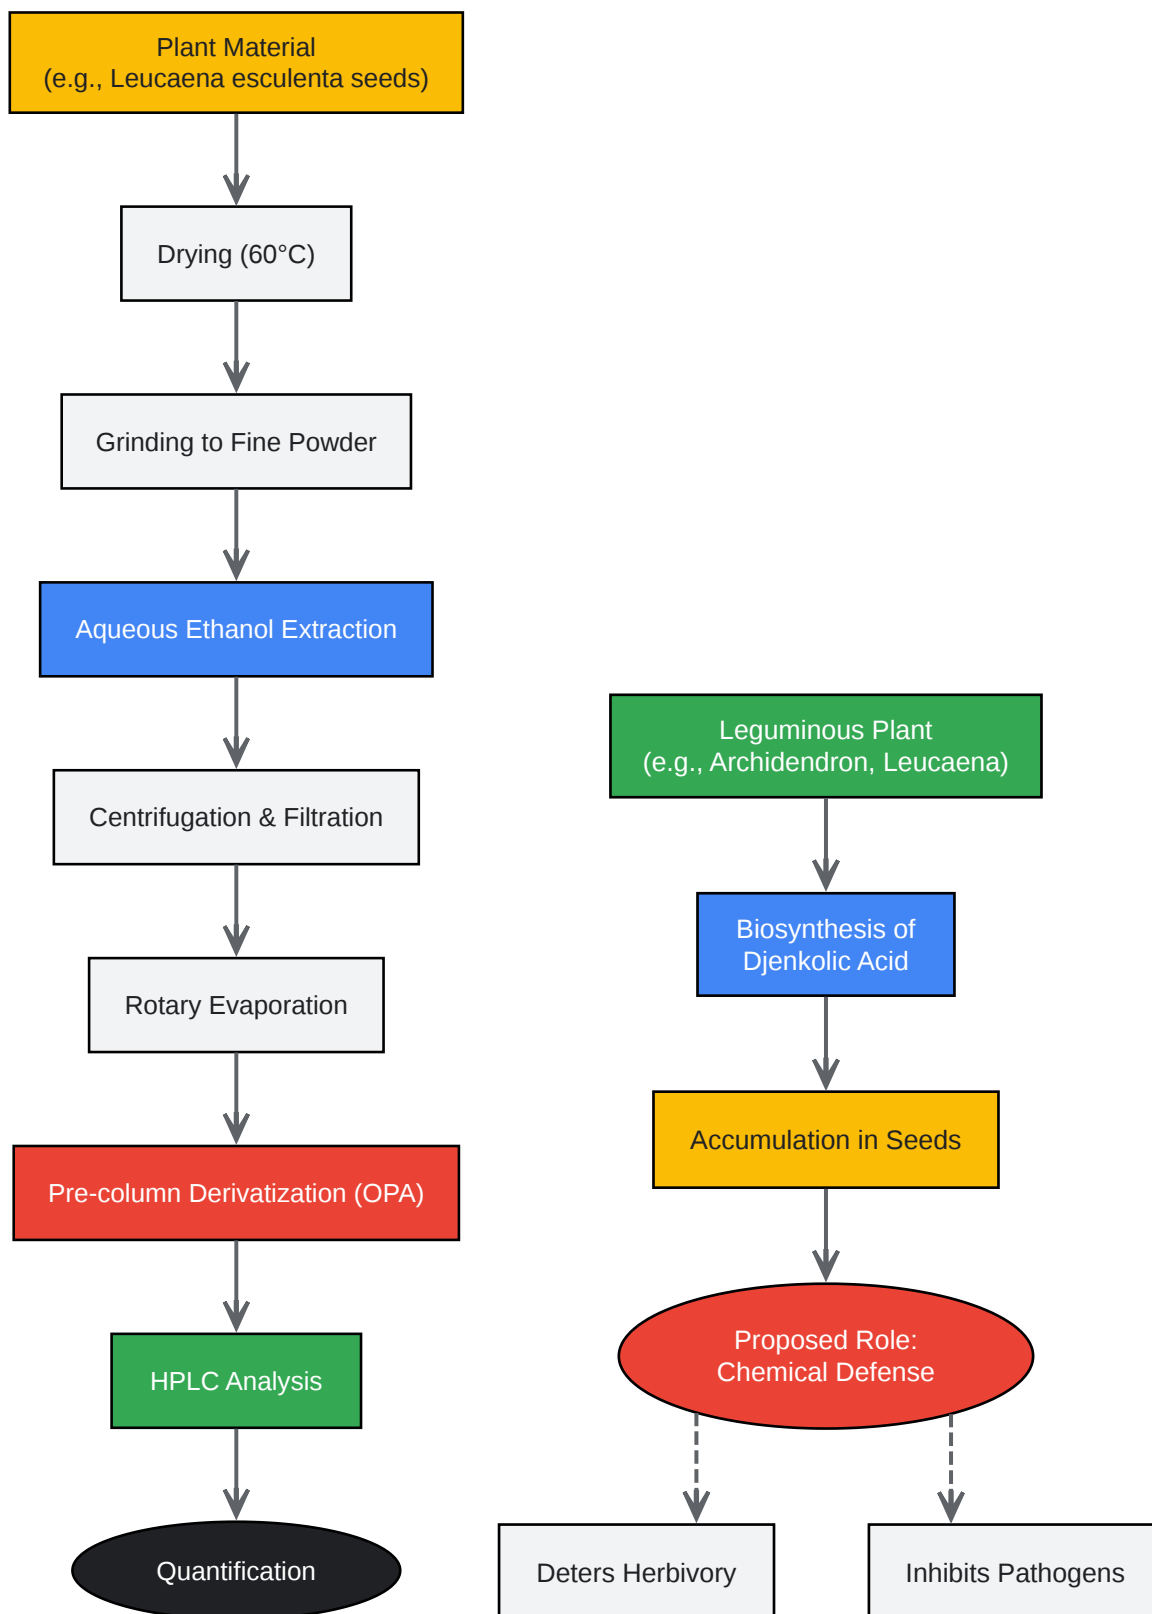 Plant Material
(e.g., Leucaena esculenta seeds)
Drying (60°C)
Grinding to Fine Powder
Aqueous Ethanol Extraction
Centrifugation & Filtration
Rotary Evaporation
Pre-column Derivatization (OPA)
HPLC Analysis
Quantification
Leguminous Plant
(e.g., Archidendron, Leucaena)
Biosynthesis of
Djenkolic Acid
Accumulation in Seeds
Proposed Role:
Chemical Defense
Deters Herbivory
Inhibits Pathogens